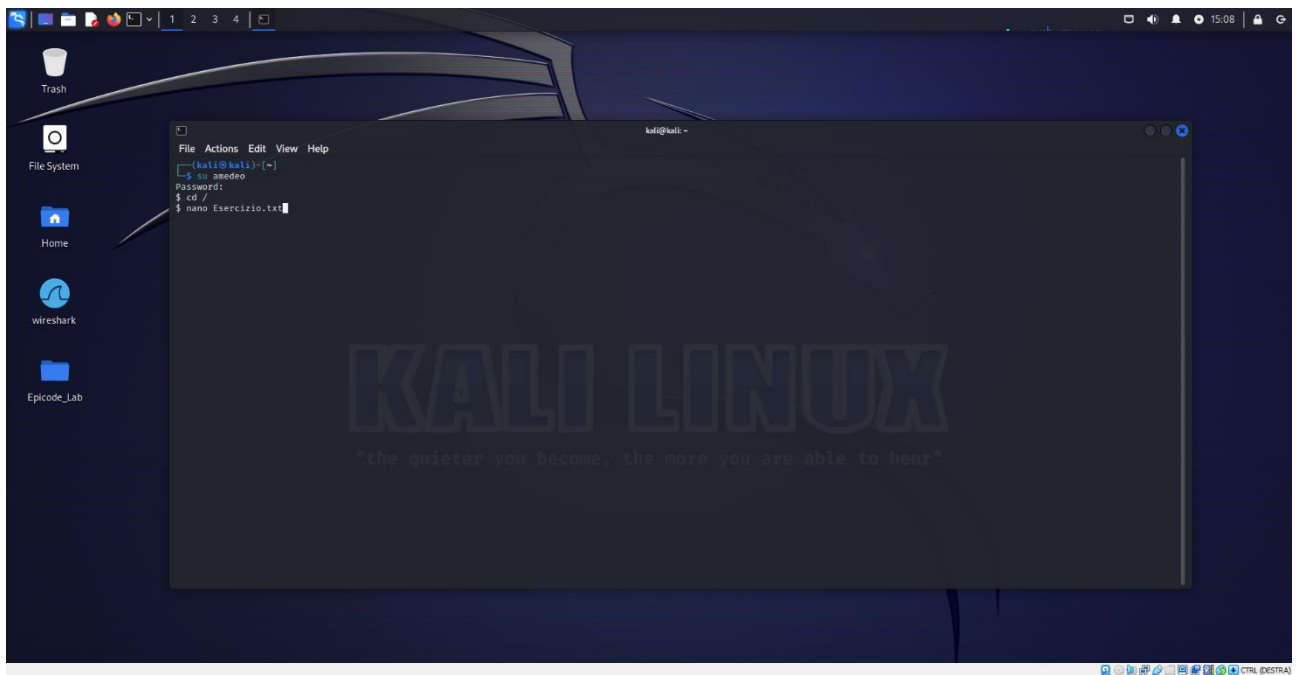 1 2 3 4
15:08
Trash
File System
Home
wireshark
Epicode_Lab
kali@kali: ~
File Actions Edit View Help
(kali㉿kali)-[~]
$ su amedeo
Password:
$ cd /
$ nano Esercizio.txt
KALI LINUX
"the quieter you become, the more you are able to hear"
CTRL (DESTRA)